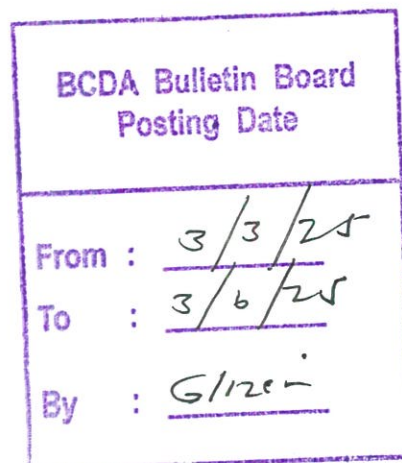 BCDA Bulletin Board
Posting Date
From : 3/3/25
To : 3/6/25
By :